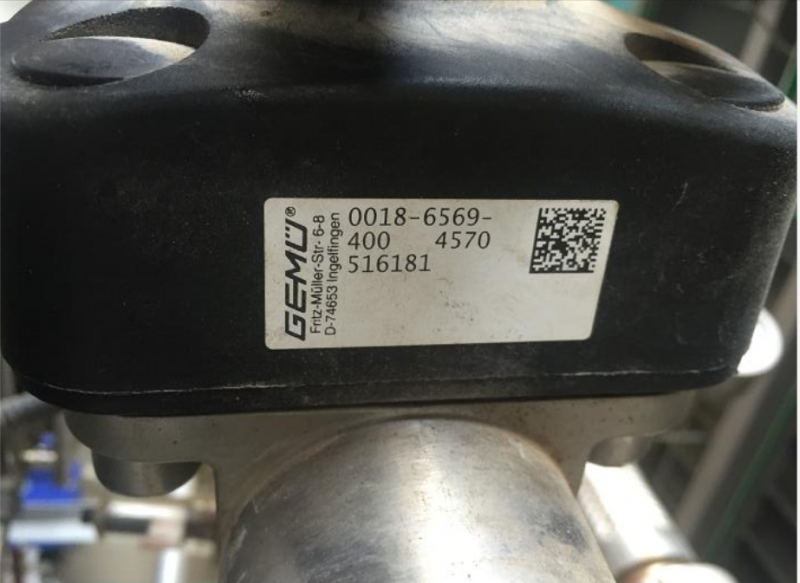 GEMÜ®
Fritz-Müller-Str- 6-8
D-74653 Ingelfingen
0018-6569-
400 4570
516181